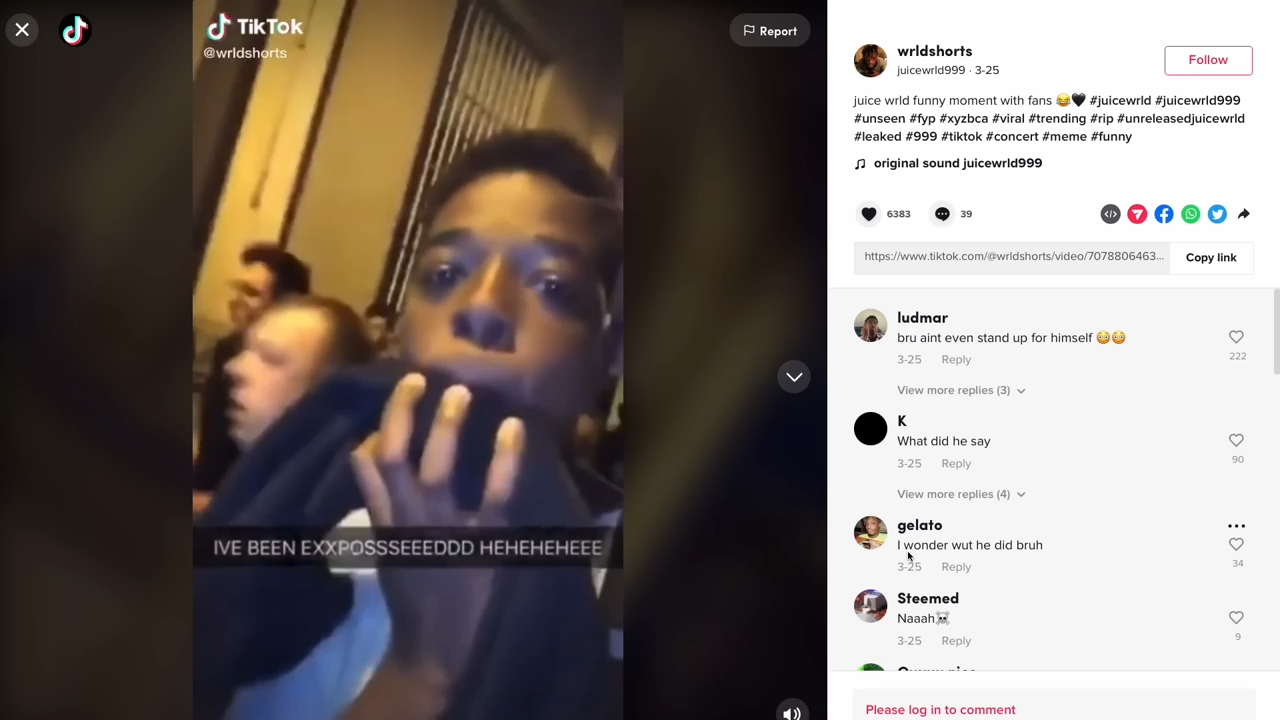 TikTok
@wrldshorts
Report
IVE BEEN EXXPOSSSEEEDDD HEHEHEHEEE
wrldshorts
juicewrld999 · 3-25
Follow
juice wrld funny moment with fans 😂🖤 #juicewrld #juicewrld999
#unseen #fyp #xyzbca #viral #trending #rip #unreleasedjuicewrld
#leaked #999 #tiktok #concert #meme #funny
original sound juicewrld999
6383
39
https://www.tiktok.com/@wrldshorts/video/7078806463...
Copy link
ludmar
bru aint even stand up for himself 😳😳
222
3-25 Reply
View more replies (3)
K
What did he say
90
3-25 Reply
View more replies (4)
gelato
I wonder wut he did bruh
34
3-25 Reply
Steemed
Naaah☠️
9
3-25 Reply
Please log in to comment